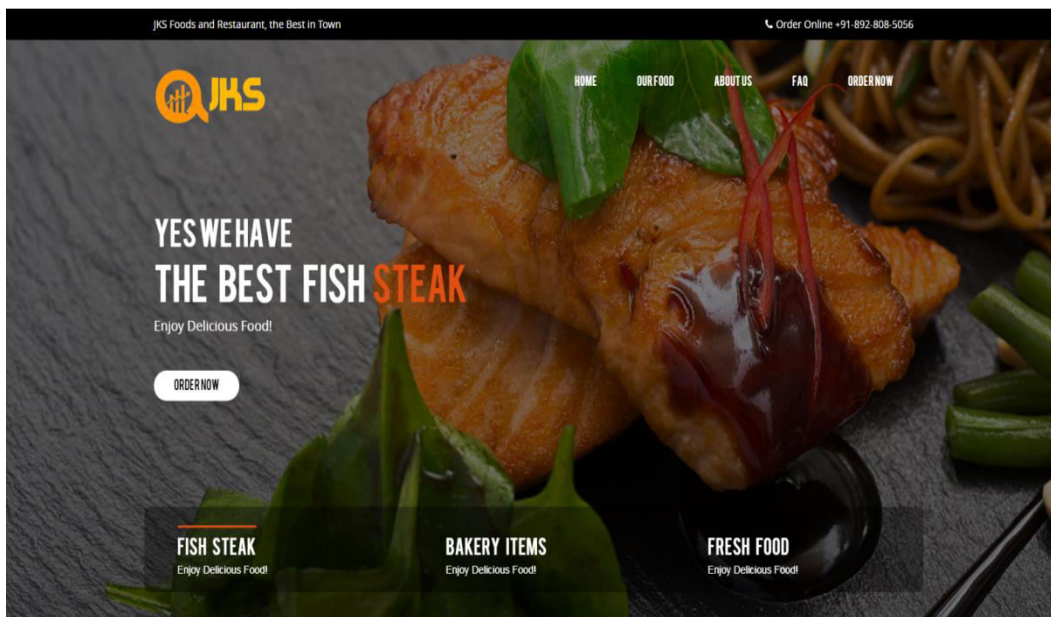 JKS Foods and Restaurant, the Best in Town
Order Online +91-892-808-5056
JKS
HOME OUR FOOD ABOUT US FAQ ORDER NOW
YES WE HAVE
THE BEST FISH STEAK
Enjoy Delicious Food!
ORDER NOW
FISH STEAK
Enjoy Delicious Food!
BAKERY ITEMS
Enjoy Delicious Food!
FRESH FOOD
Enjoy Delicious Food!